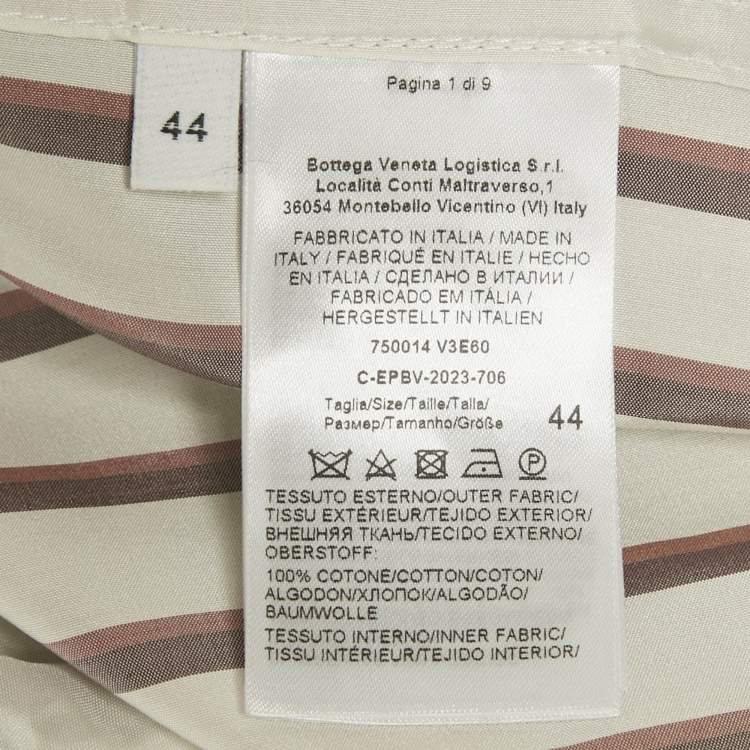 44
Pagina 1 di 9
Bottega Veneta Logistica S.r.l.
Località Conti Maltraverso,1
36054 Montebello Vicentino (VI) Italy
FABBRICATO IN ITALIA / MADE IN
ITALY / FABRIQUÉ EN ITALIE / HECHO
EN ITALIA / СДЕЛАНО В ИТАЛИИ /
FABRICADO EM ITÁLIA /
HERGESTELLT IN ITALIEN
750014 V3E60
C-EPBV-2023-706
Taglia/Size/Taille/Talla/
Размер/Tamanho/Größe 44
P
TESSUTO ESTERNO/OUTER FABRIC/
TISSU EXTÉRIEUR/TEJIDO EXTERIOR/
ВНЕШНЯЯ ТКАНЬ/TECIDO EXTERNO/
OBERSTOFF:
100% COTONE/COTTON/COTON/
ALGODON/ХЛОПОК/ALGODÃO/
BAUMWOLLE
TESSUTO INTERNO/INNER FABRIC/
TISSU INTÉRIEUR/TEJIDO INTERIOR/